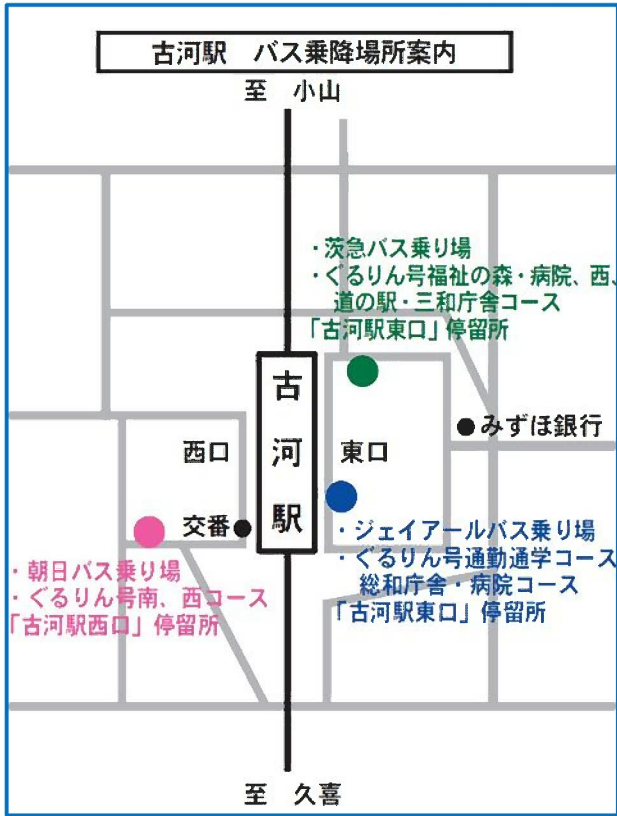 古河駅 バス乗降場所案内
至 小山
・茨急バス乗り場
・ぐるりん号福祉の森・病院、西、
道の駅・三和庁舎コース
「古河駅東口」停留所
古河駅
西口
東口
みずほ銀行
交番
・ジェイアールバス乗り場
・ぐるりん号通勤通学コース
総和庁舎・病院コース
「古河駅東口」停留所
・朝日バス乗り場
・ぐるりん号南、西コース
「古河駅西口」停留所
至 久喜